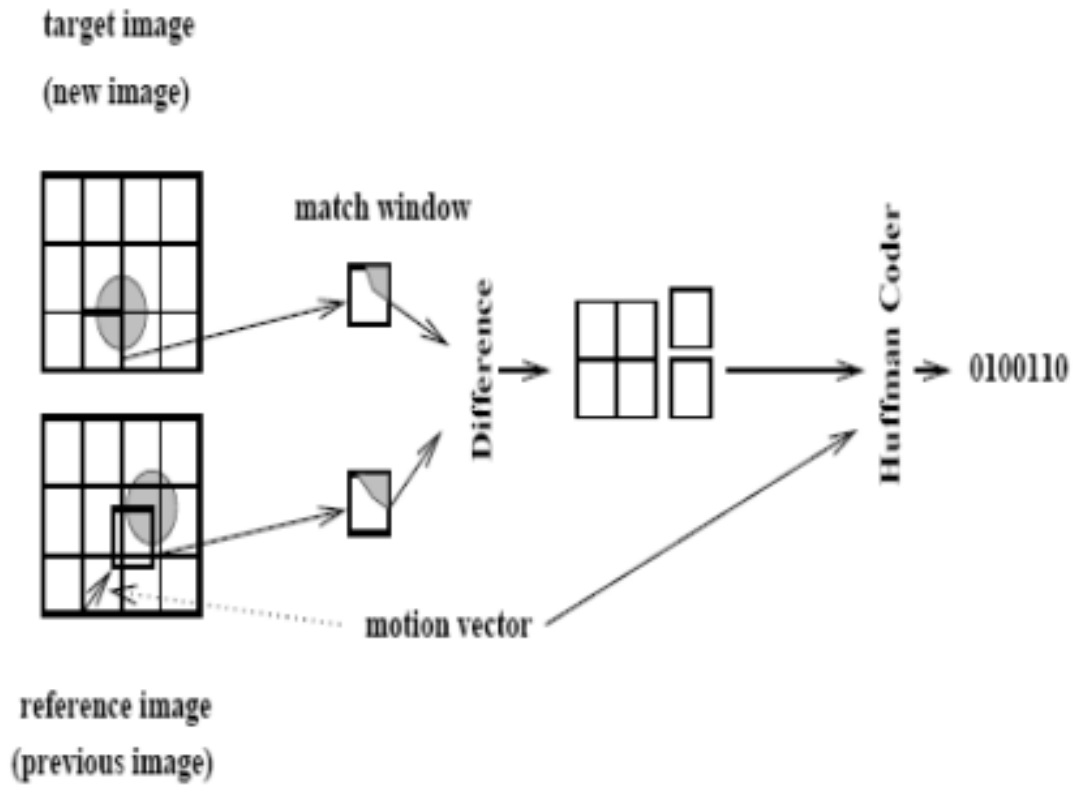 target image
(new image)
match window
Difference
Huffman Coder
0100110
motion vector
reference image
(previous image)